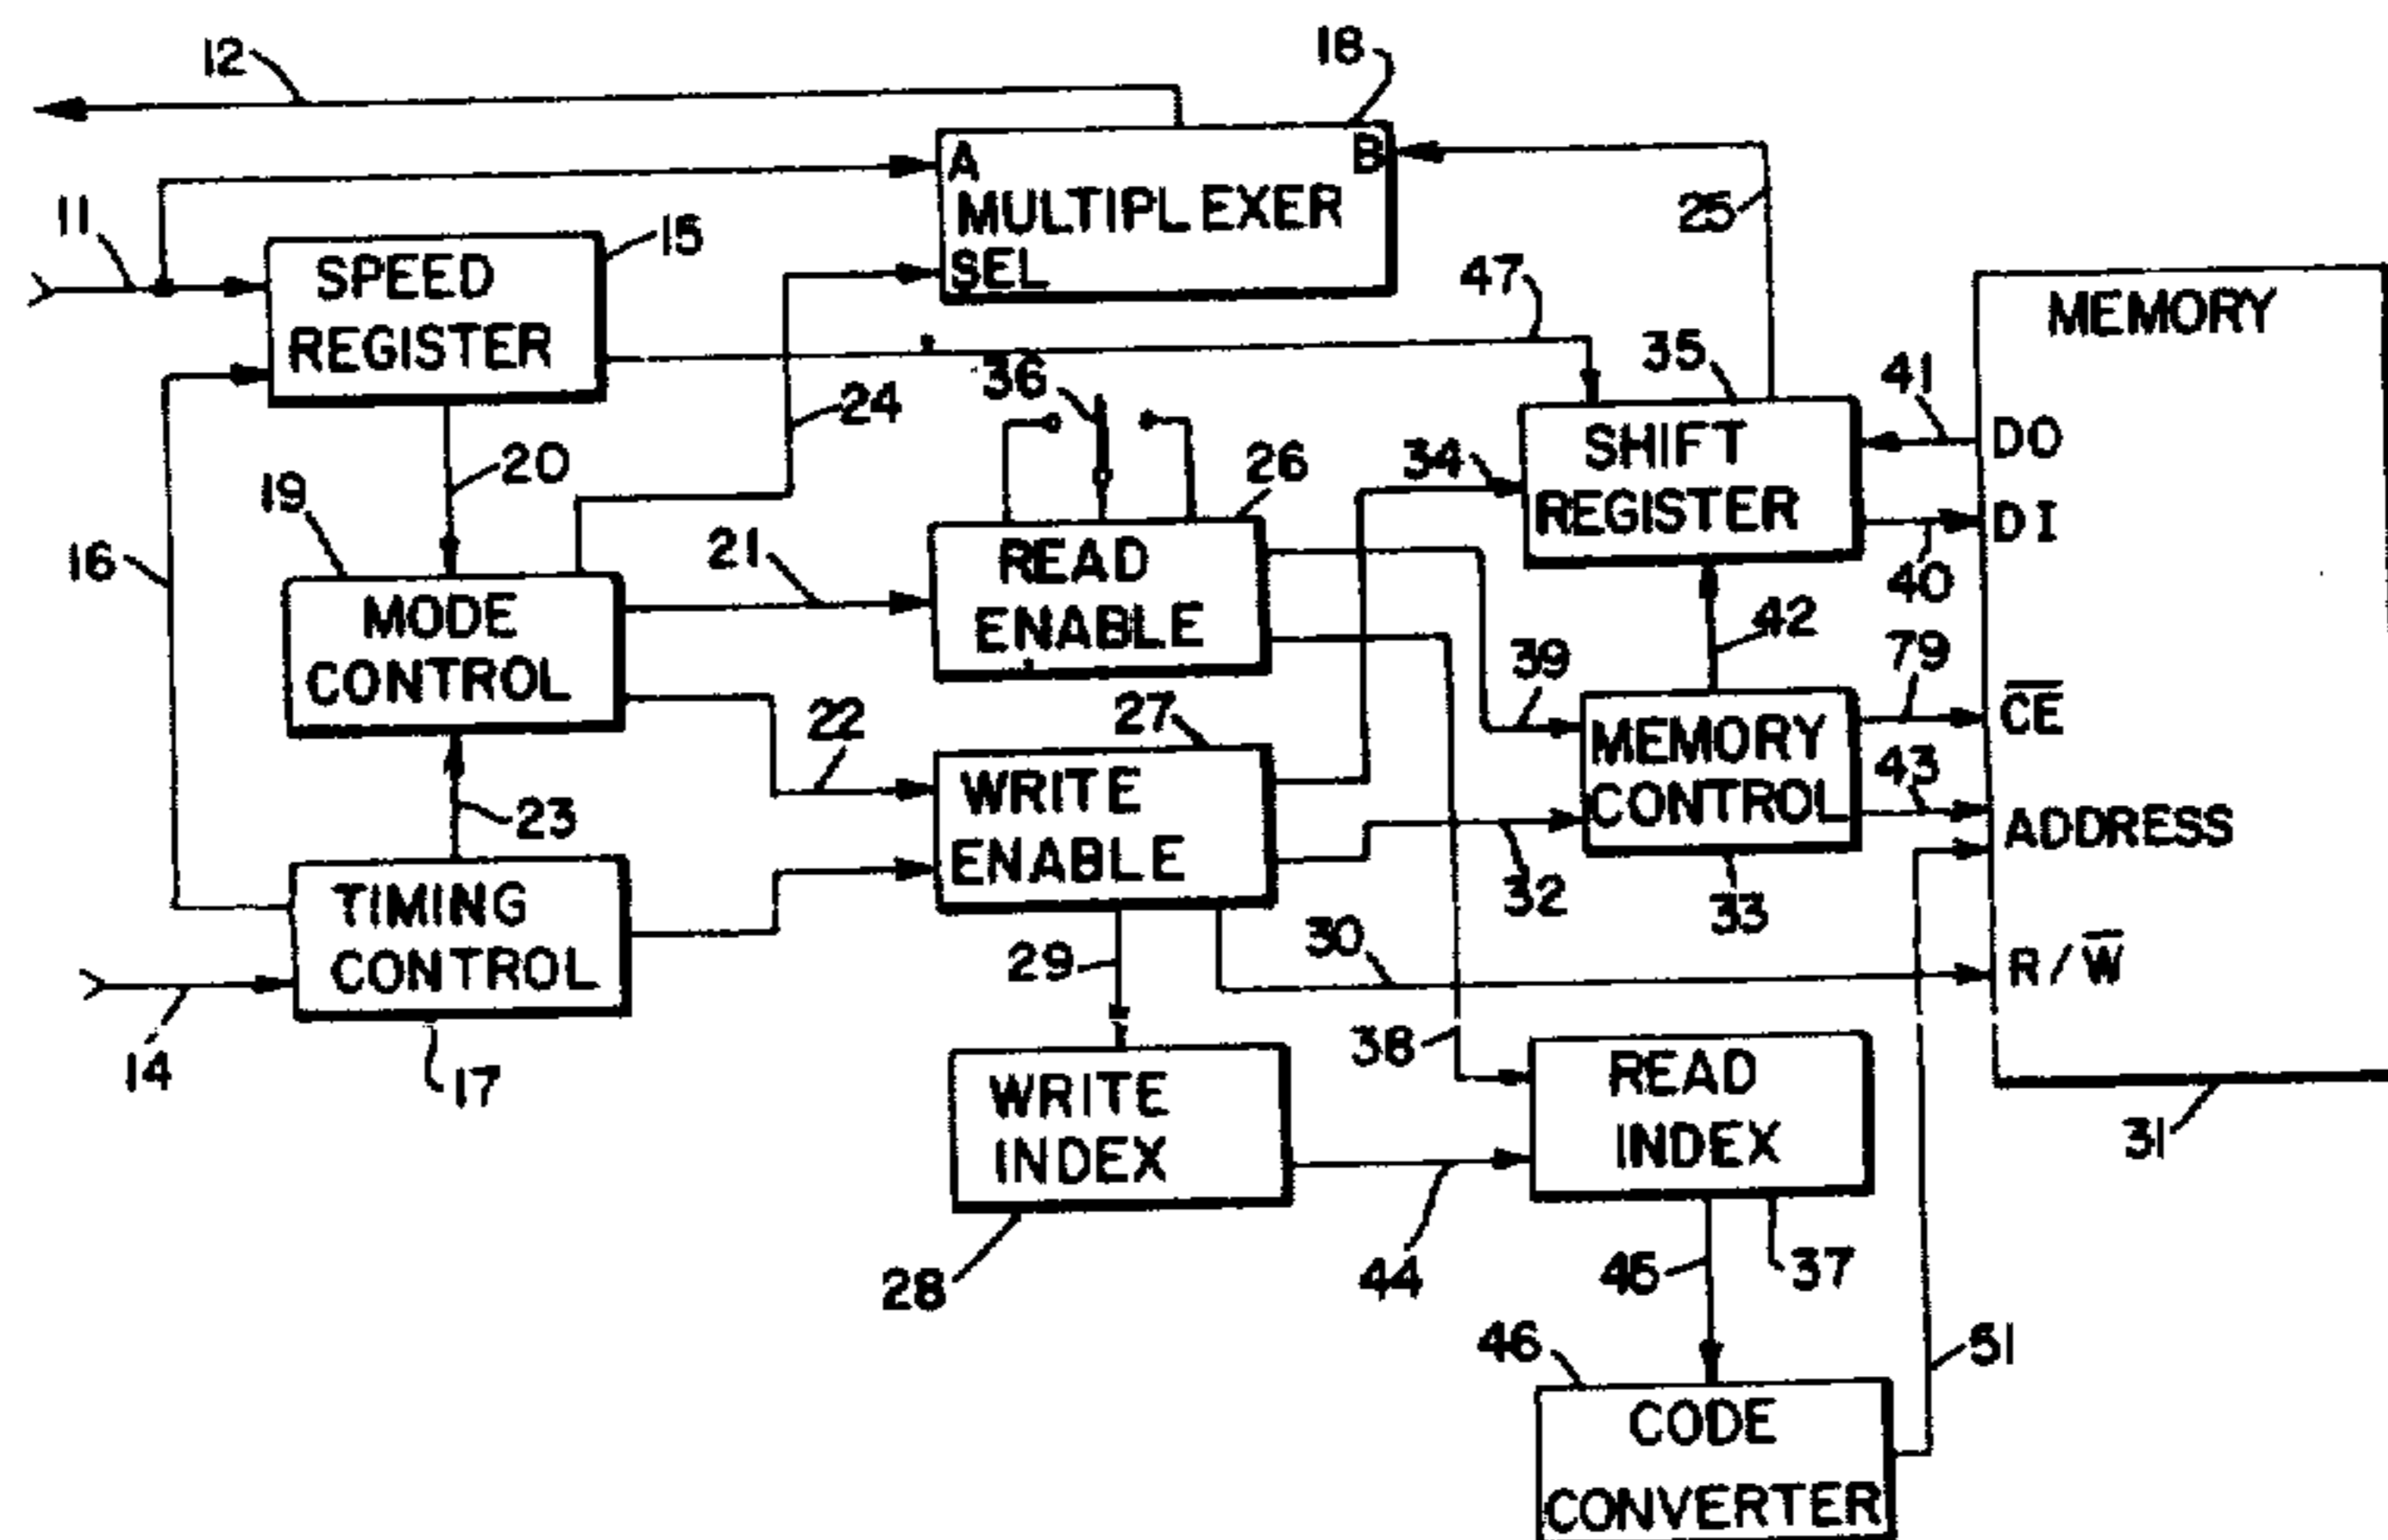 12
18
A
B
MULTIPLEXER
SEL
11
15
SPEED
REGISTER
25
47
MEMORY
36
24
35
41
SHIFT
REGISTER
DO
DI
34
40
20
19
26
16
21
READ
ENABLE
MODE
CONTROL
42
79
39
CE
22
27
MEMORY
CONTROL
43
WRITE
ENABLE
ADDRESS
23
32
33
TIMING
CONTROL
30
29
R/W
14
17
38
READ
INDEX
WRITE
INDEX
31
28
44
45
37
46
51
CODE
CONVERTER